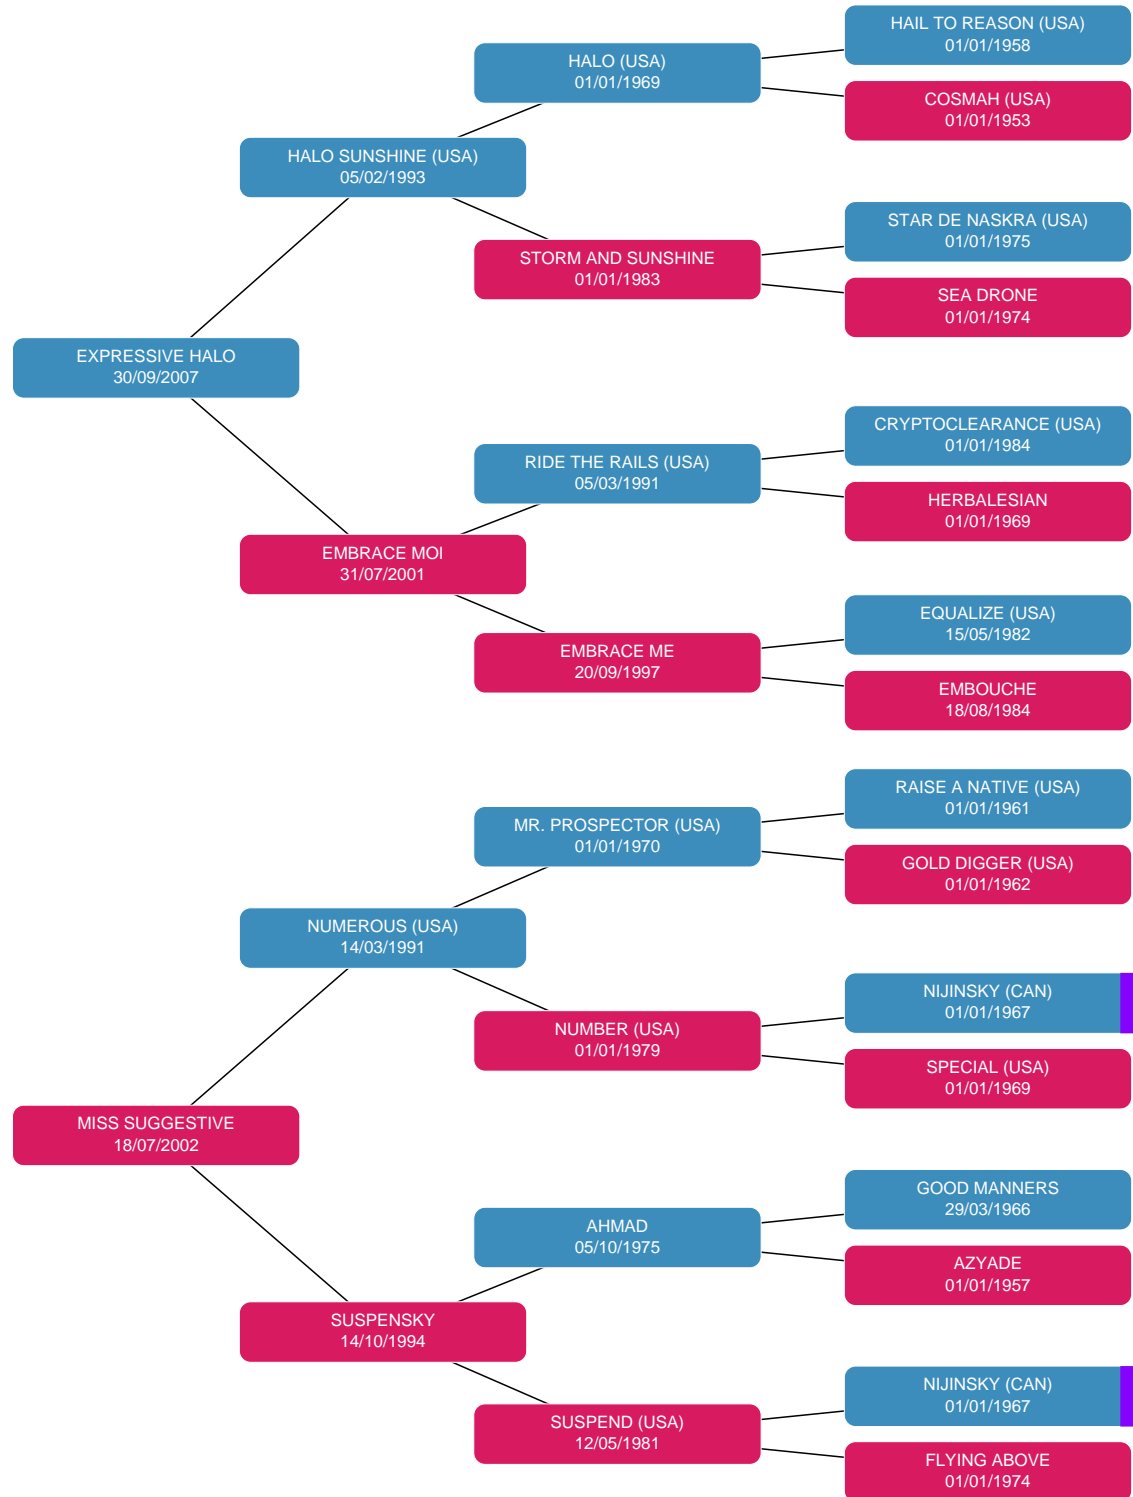 HAIL TO REASON (USA)
01/01/1958
HALO (USA)
01/01/1969
COSMAH (USA)
01/01/1953
HALO SUNSHINE (USA)
05/02/1993
STAR DE NASKRA (USA)
01/01/1975
STORM AND SUNSHINE
01/01/1983
SEA DRONE
01/01/1974
EXPRESSIVE HALO
30/09/2007
CRYPTOCLEARANCE (USA)
01/01/1984
RIDE THE RAILS (USA)
05/03/1991
HERBALESIAN
01/01/1969
EMBRACE MOI
31/07/2001
EQUALIZE (USA)
15/05/1982
EMBRACE ME
20/09/1997
EMBOUCHE
18/08/1984
RAISE A NATIVE (USA)
01/01/1961
MR. PROSPECTOR (USA)
01/01/1970
GOLD DIGGER (USA)
01/01/1962
NUMEROUS (USA)
14/03/1991
NIJINSKY (CAN)
01/01/1967
NUMBER (USA)
01/01/1979
SPECIAL (USA)
01/01/1969
MISS SUGGESTIVE
18/07/2002
GOOD MANNERS
29/03/1966
AHMAD
05/10/1975
AZYADE
01/01/1957
SUSPENSKY
14/10/1994
NIJINSKY (CAN)
01/01/1967
SUSPEND (USA)
12/05/1981
FLYING ABOVE
01/01/1974